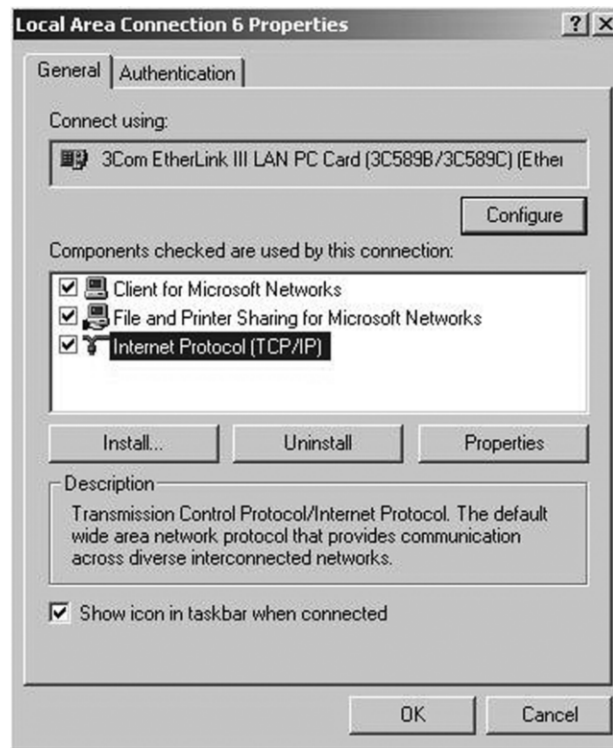 Local Area Connection 6 Properties
General
Authentication
Connect using:
3Com EtherLink III LAN PC Card (3C589B/3C589C) (Ether
Configure
Components checked are used by this connection:
Client for Microsoft Networks
File and Printer Sharing for Microsoft Networks
Internet Protocol (TCP/IP)
Install... Uninstall Properties
Description
Transmission Control Protocol/Internet Protocol. The default
wide area network protocol that provides communication
across diverse interconnected networks.
Show icon in taskbar when connected
OK Cancel